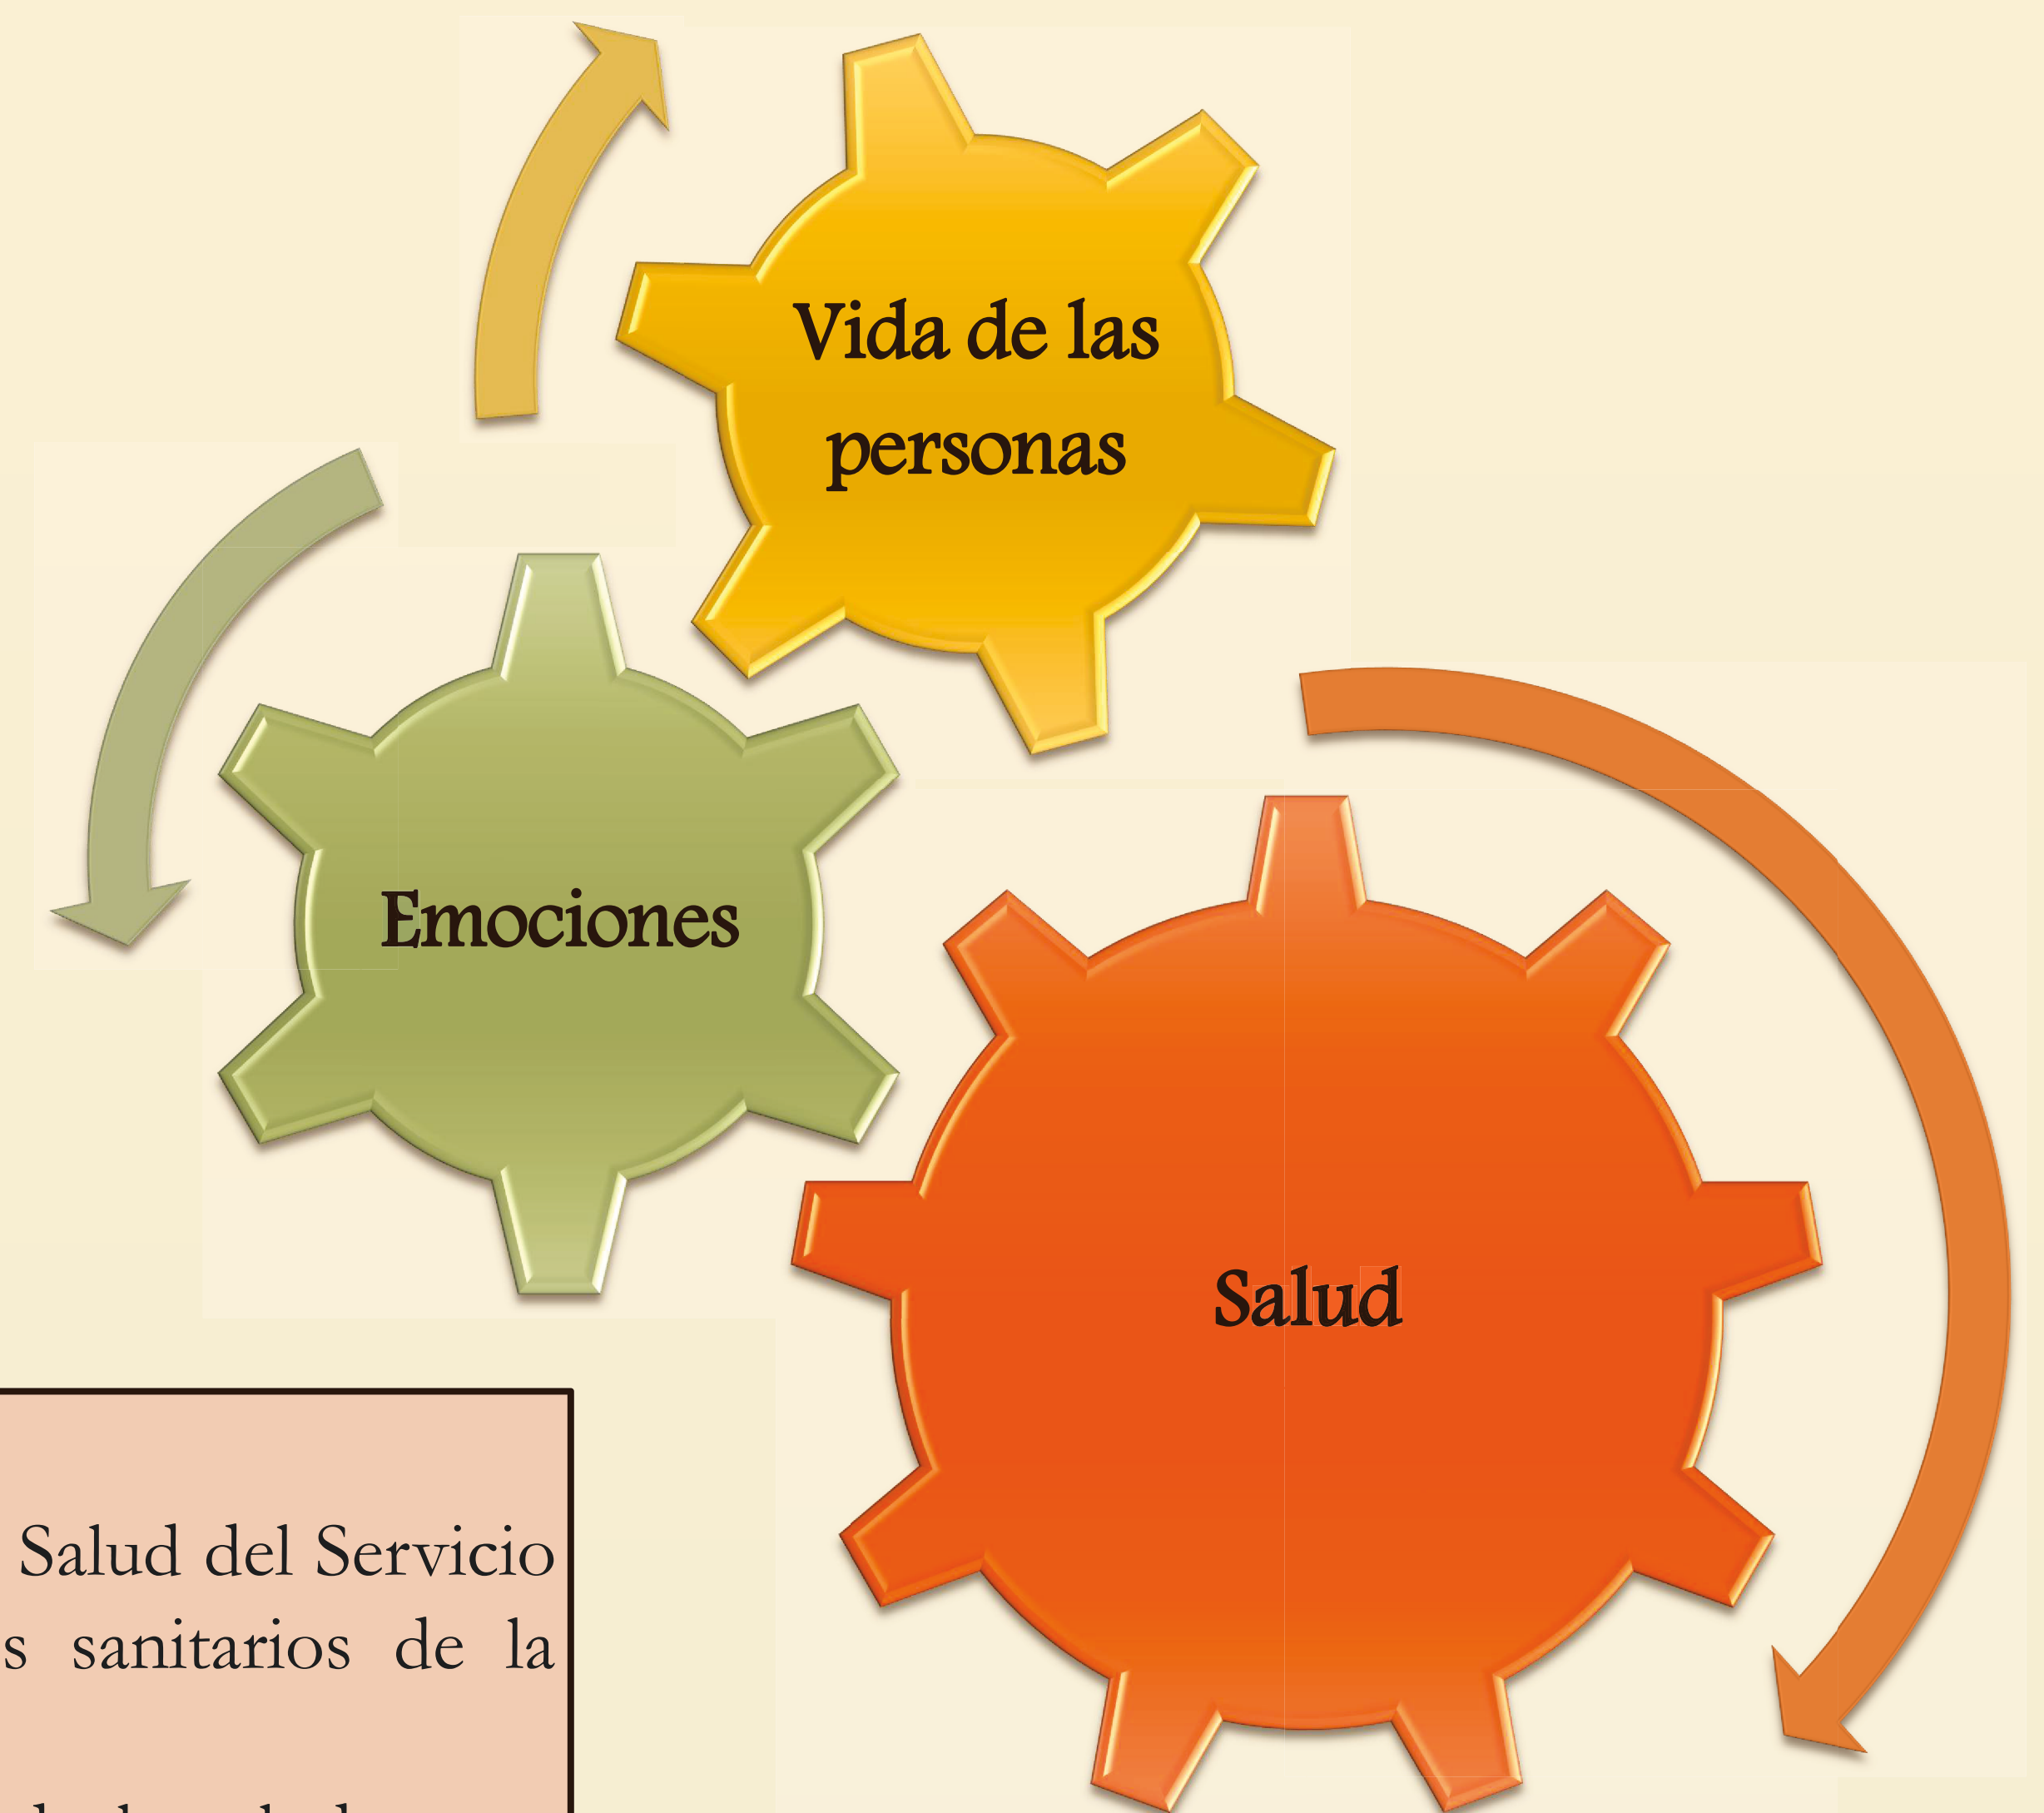 Vida de las
personas
Emociones
Salud
Salud del Servicio
s sanitarios de la